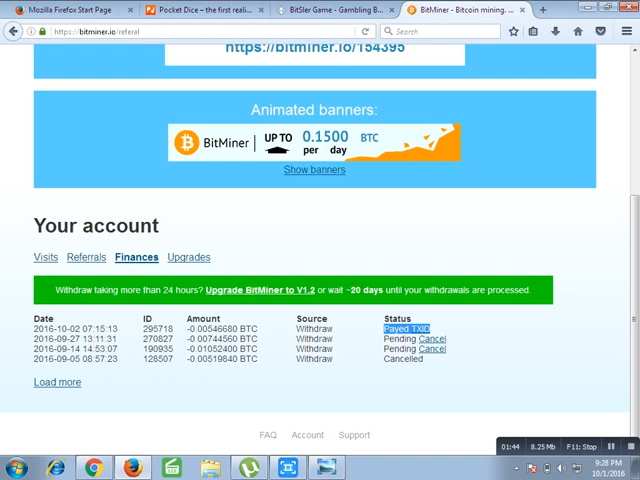 Mozilla Firefox Start Page
Pocket Dice – the first reali...
BitSler Game - Gambling B...
BitMiner - Bitcoin mining. ...
https://bitminer.io/referal
Search
https://bitminer.io/154395
Animated banners:
BitMiner UP TO 0.1500 BTC
per day
Show banners
Your account
Visits Referrals Finances Upgrades
Withdraw taking more than 24 hours? Upgrade BitMiner to V1.2 or wait ~20 days until your withdrawals are processed.
Date ID Amount Source Status
2016-10-02 07:15:13 295718 -0.00546680 BTC Withdraw Payed TXID
2016-09-27 13:11:31 270827 -0.00744560 BTC Withdraw Pending Cancel
2016-09-14 14:53:07 190935 -0.01052400 BTC Withdraw Pending Cancel
2016-09-05 08:57:23 128507 -0.00519840 BTC Withdraw Cancelled
Load more
FAQ Account Support
01:44 8.25 Mb F11: Stop
9:28 PM
10/1/2016